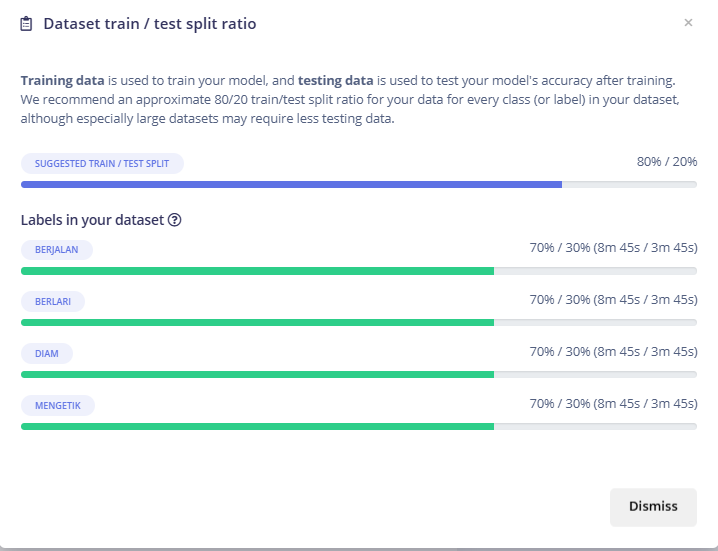 Dataset train / test split ratio
Training data is used to train your model, and testing data is used to test your model's accuracy after training.
We recommend an approximate 80/20 train/test split ratio for your data for every class (or label) in your dataset,
although especially large datasets may require less testing data.
SUGGESTED TRAIN / TEST SPLIT 80% / 20%
Labels in your dataset
BERJALAN 70% / 30% (8m 45s / 3m 45s)
BERLARI 70% / 30% (8m 45s / 3m 45s)
DIAM 70% / 30% (8m 45s / 3m 45s)
MENGETIK 70% / 30% (8m 45s / 3m 45s)
Dismiss